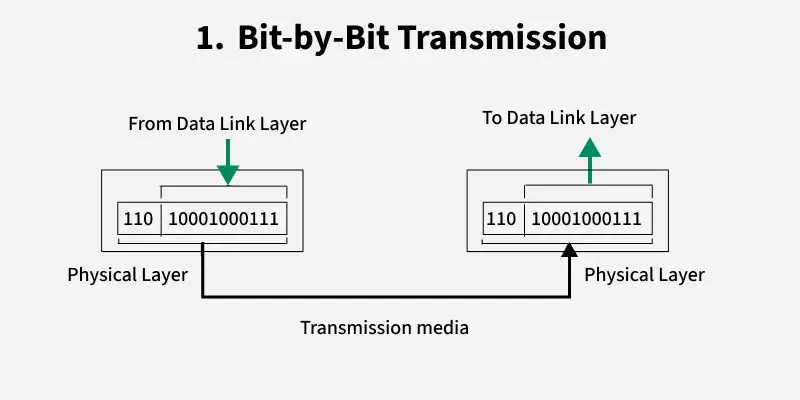 1. Bit-by-Bit Transmission
From Data Link Layer
To Data Link Layer
110 10001000111
110 10001000111
Physical Layer
Physical Layer
Transmission media